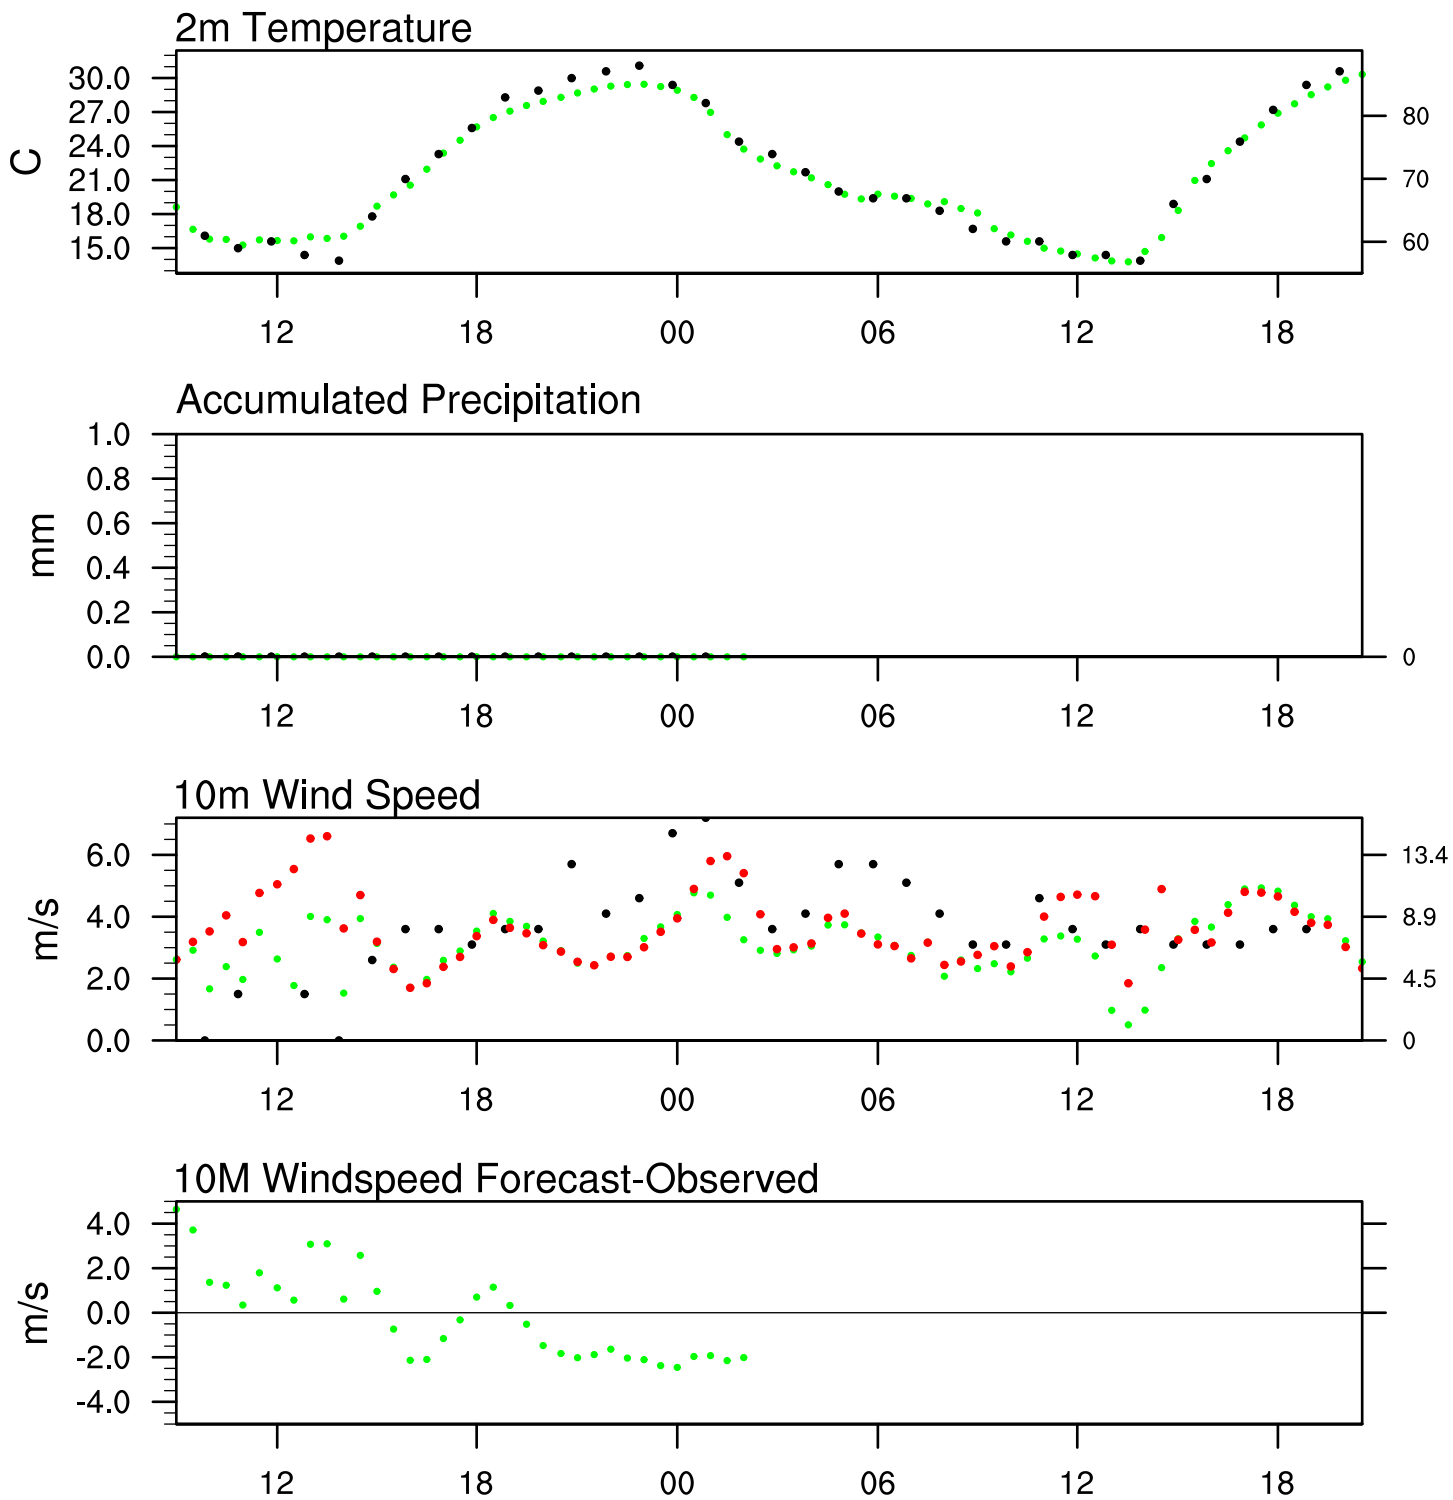 2m Temperature
30.0
27.0
24.0
21.0
18.0
15.0
C
80
70
60
12 18 00 06 12 18
Accumulated Precipitation
1.0
0.8
0.6
0.4
0.2
0.0
mm
0
12 18 00 06 12 18
10m Wind Speed
6.0
4.0
2.0
0.0
m/s
13.4
8.9
4.5
0
12 18 00 06 12 18
10M Windspeed Forecast-Observed
4.0
2.0
0.0
-2.0
-4.0
m/s
12 18 00 06 12 18